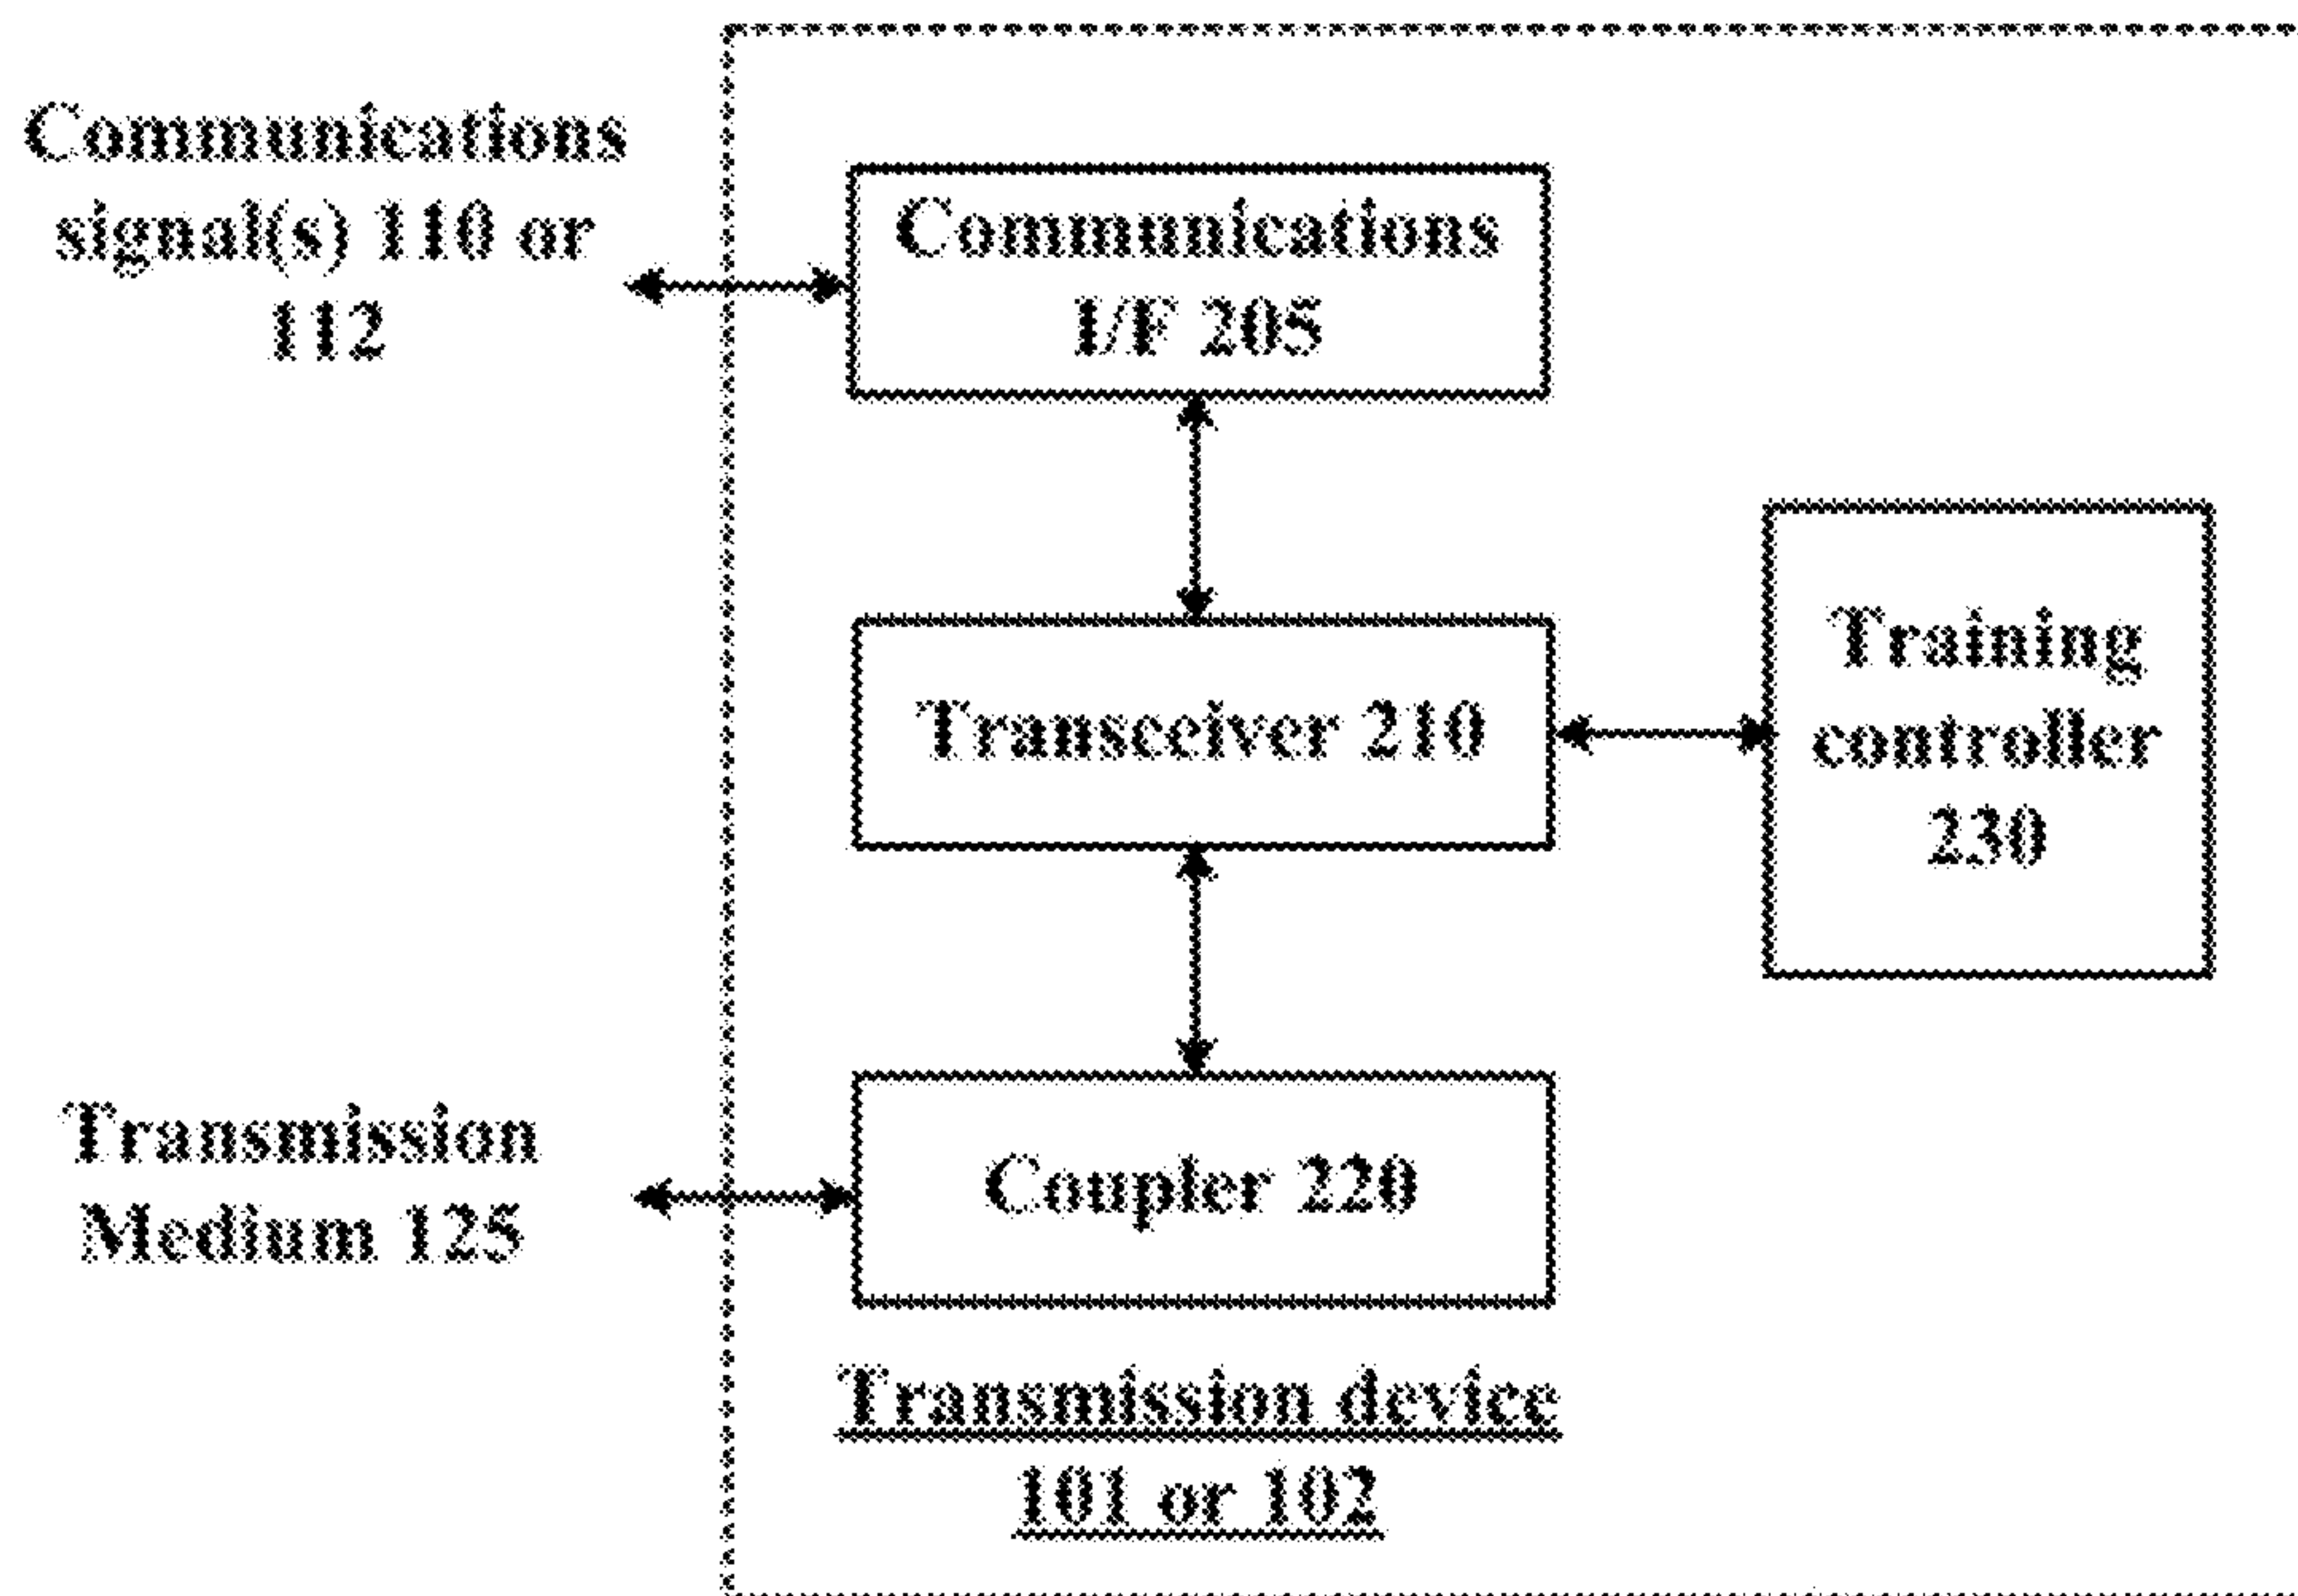 Communications
signal(s) 110 or
112
Communications
I/F 205
Transceiver 210
Training
controller
230
Transmission
Medium 125
Coupler 220
Transmission device
101 or 102